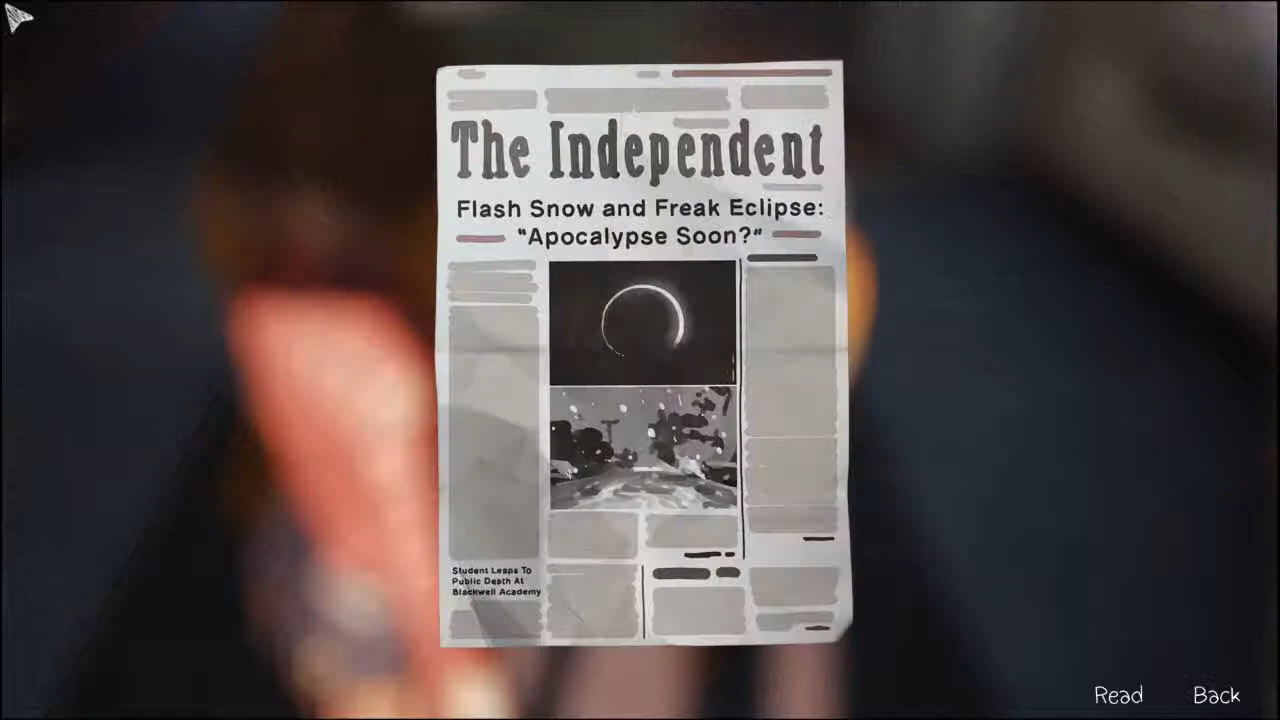 The Independent
Flash Snow and Freak Eclipse:
"Apocalypse Soon?"
Student Leaps To
Public Death At
Blackwell Academy
Read Back